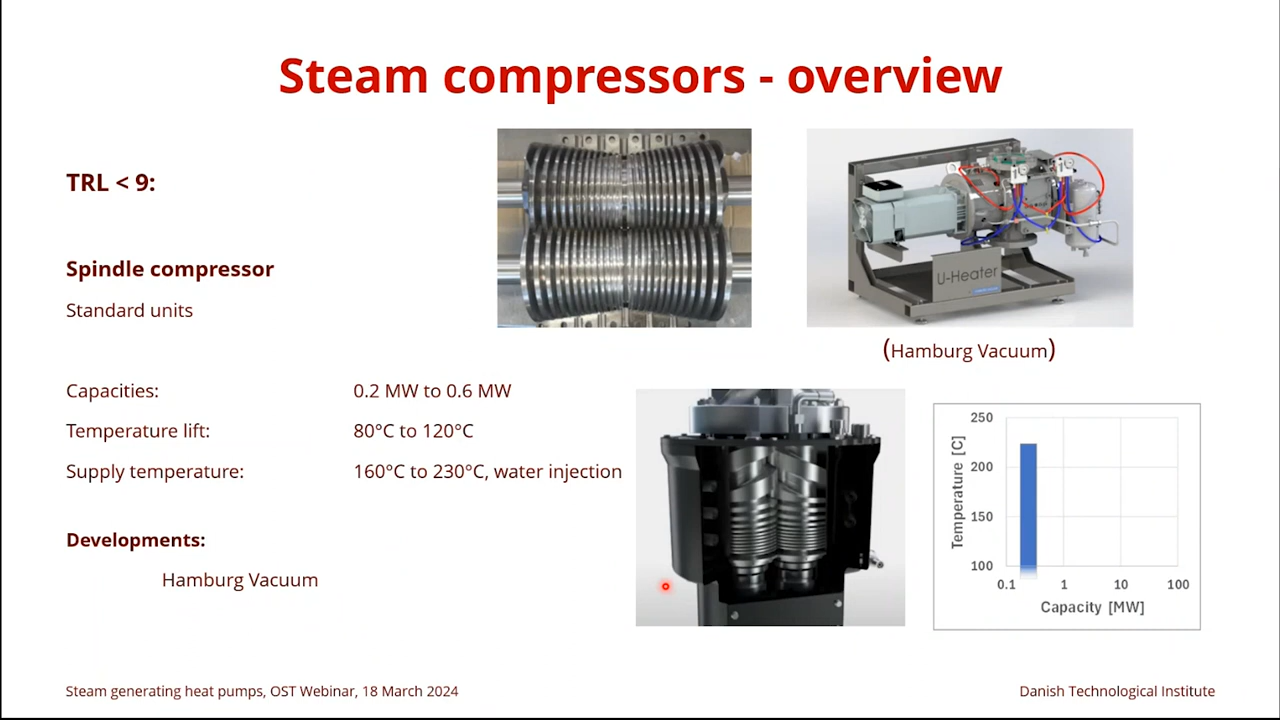 Steam compressors - overview
TRL < 9:
Spindle compressor
Standard units
U-Heater
(Hamburg Vacuum)
Capacities: 0.2 MW to 0.6 MW
Temperature lift: 80°C to 120°C
Supply temperature: 160°C to 230°C, water injection
Developments:
Hamburg Vacuum
Temperature [C]
250
200
150
100
0.1 1 10 100
Capacity [MW]
Steam generating heat pumps, OST Webinar, 18 March 2024
Danish Technological Institute